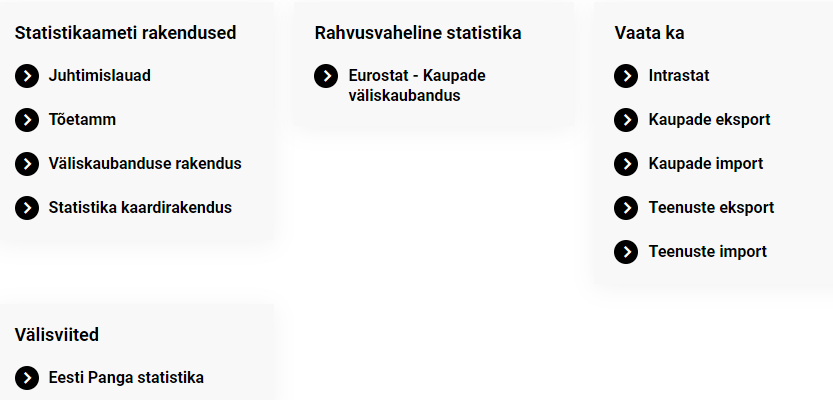 Statistikaameti rakendused
Juhtimislauad
Tõetamm
Väliskaubanduse rakendus
Statistika kaardirakendus
Rahvusvaheline statistika
Eurostat - Kaupade
väliskaubandus
Vaata ka
Intrastat
Kaupade eksport
Kaupade import
Teenuste eksport
Teenuste import
Välisviited
Eesti Panga statistika